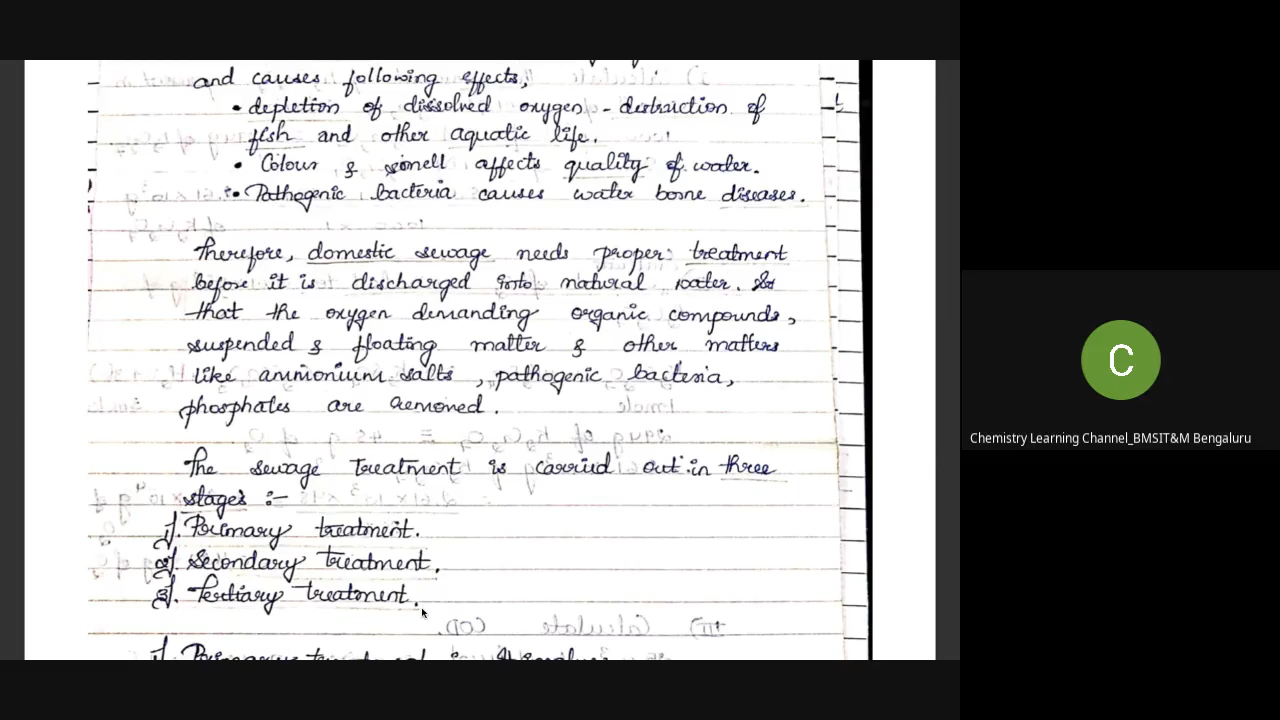 and causes following effects,
• depletion of dissolved oxygen - distruction of
fish and other aquatic life.
• Colour & smell affects quality of water.
• Pathogenic bacteria causes water borne diseases.
Therefore, domestic sewage needs proper treatment
before it is discharged into natural water. So
that the oxygen demanding organic compounds,
suspended & floating matter & other matters
like ammonium salts, pathogenic bacteria,
phosphates are removed.
The sewage treatment is carried out in three
stages :-
1]. Primary treatment.
2]. Secondary treatment.
3]. Tertiary treatment.
1]. Primary treatment
C
Chemistry Learning Channel_BMSIT&M Bengaluru